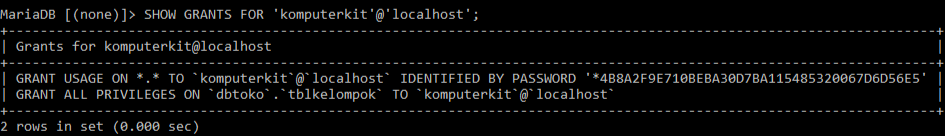 MariaDB [(none)]> SHOW GRANTS FOR 'komputerkit'@'localhost';
+-------------------------------------------------------------------------------------------------------------------+
| Grants for komputerkit@localhost |
+-------------------------------------------------------------------------------------------------------------------+
| GRANT USAGE ON *.* TO `komputerkit`@`localhost` IDENTIFIED BY PASSWORD '*4B8A2F9E710BEBA30D7BA115485320067D6D56E5' |
| GRANT ALL PRIVILEGES ON `dbtoko`.`tblkelompok` TO `komputerkit`@`localhost` |
+-------------------------------------------------------------------------------------------------------------------+
2 rows in set (0.000 sec)